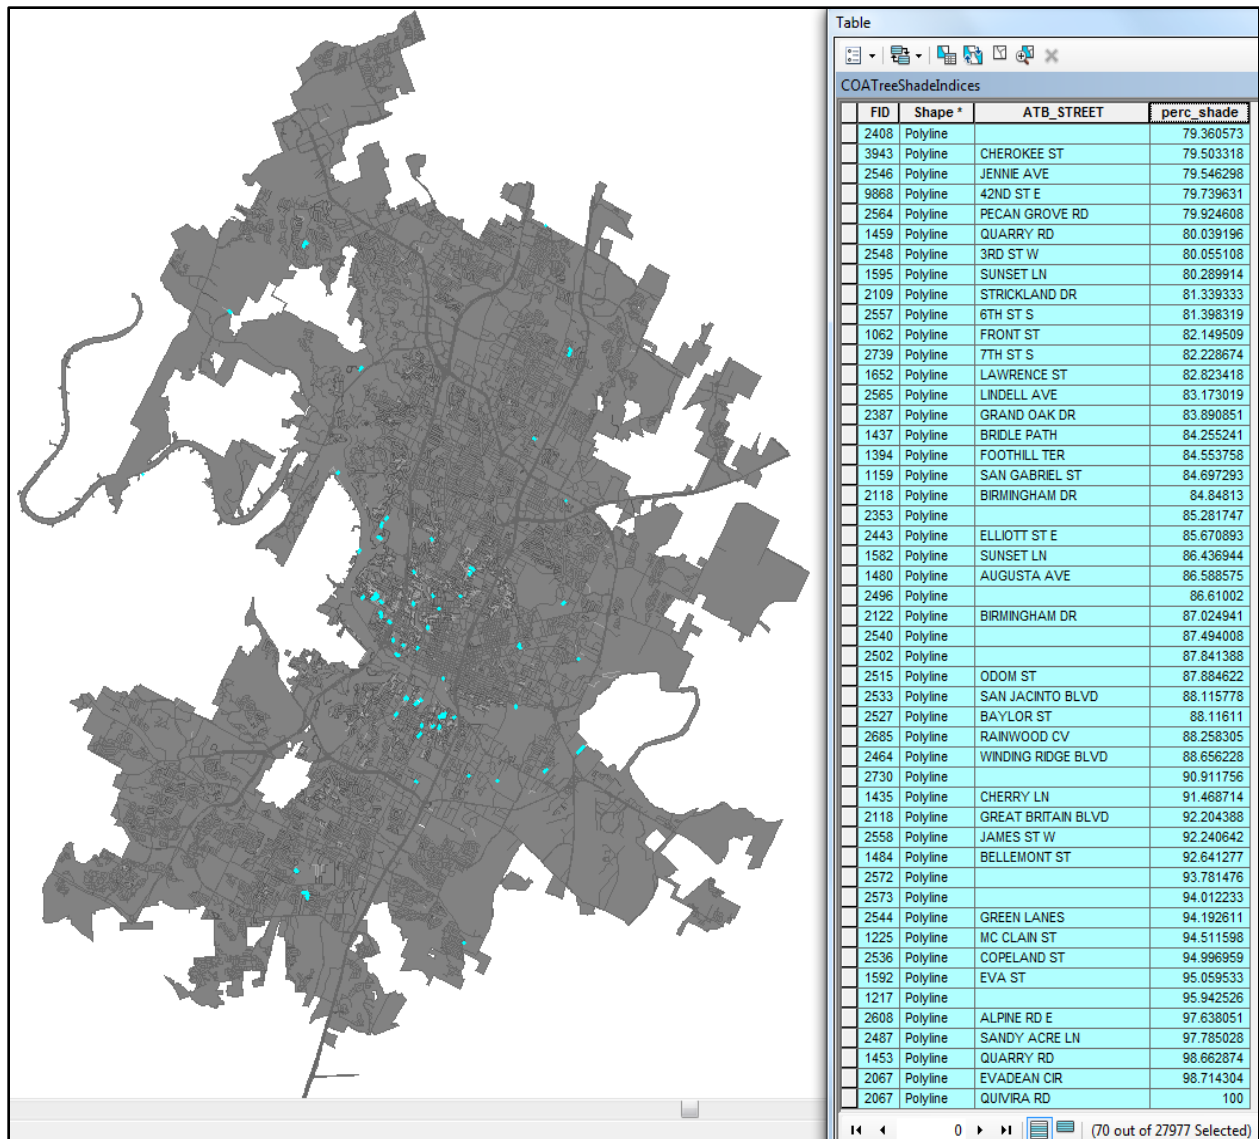 Table
COATreeShadeIndices
FID Shape * ATB_STREET perc_shade
2408 Polyline 79.360573
3943 Polyline CHEROKEE ST 79.503318
2546 Polyline JENNIE AVE 79.546298
9868 Polyline 42ND ST E 79.739631
2564 Polyline PECAN GROVE RD 79.924608
1459 Polyline QUARRY RD 80.039196
2548 Polyline 3RD ST W 80.055108
1595 Polyline SUNSET LN 80.289914
2109 Polyline STRICKLAND DR 81.339333
2557 Polyline 6TH ST S 81.398319
1062 Polyline FRONT ST 82.149509
2739 Polyline 7TH ST S 82.228674
1652 Polyline LAWRENCE ST 82.823418
2565 Polyline LINDELL AVE 83.173019
2387 Polyline GRAND OAK DR 83.890851
1437 Polyline BRIDLE PATH 84.255241
1394 Polyline FOOTHILL TER 84.553758
1159 Polyline SAN GABRIEL ST 84.697293
2118 Polyline BIRMINGHAM DR 84.84813
2353 Polyline 85.281747
2443 Polyline ELLIOTT ST E 85.670893
1582 Polyline SUNSET LN 86.436944
1480 Polyline AUGUSTA AVE 86.588575
2496 Polyline 86.61002
2122 Polyline BIRMINGHAM DR 87.024941
2540 Polyline 87.494008
2502 Polyline 87.841388
2515 Polyline ODOM ST 87.884622
2533 Polyline SAN JACINTO BLVD 88.115778
2527 Polyline BAYLOR ST 88.11611
2685 Polyline RAINWOOD CV 88.258305
2464 Polyline WINDING RIDGE BLVD 88.656228
2730 Polyline 90.911756
1435 Polyline CHERRY LN 91.468714
2118 Polyline GREAT BRITAIN BLVD 92.204388
2558 Polyline JAMES ST W 92.240642
1484 Polyline BELLEMONT ST 92.641277
2572 Polyline 93.781476
2573 Polyline 94.012233
2544 Polyline GREEN LANES 94.192611
1225 Polyline MC CLAIN ST 94.511598
2536 Polyline COPELAND ST 94.996959
1592 Polyline EVA ST 95.059533
1217 Polyline 95.942526
2608 Polyline ALPINE RD E 97.638051
2487 Polyline SANDY ACRE LN 97.785028
1453 Polyline QUARRY RD 98.662874
2067 Polyline EVADEAN CIR 98.714304
2067 Polyline QUIVIRA RD 100
0 (70 out of 27977 Selected)